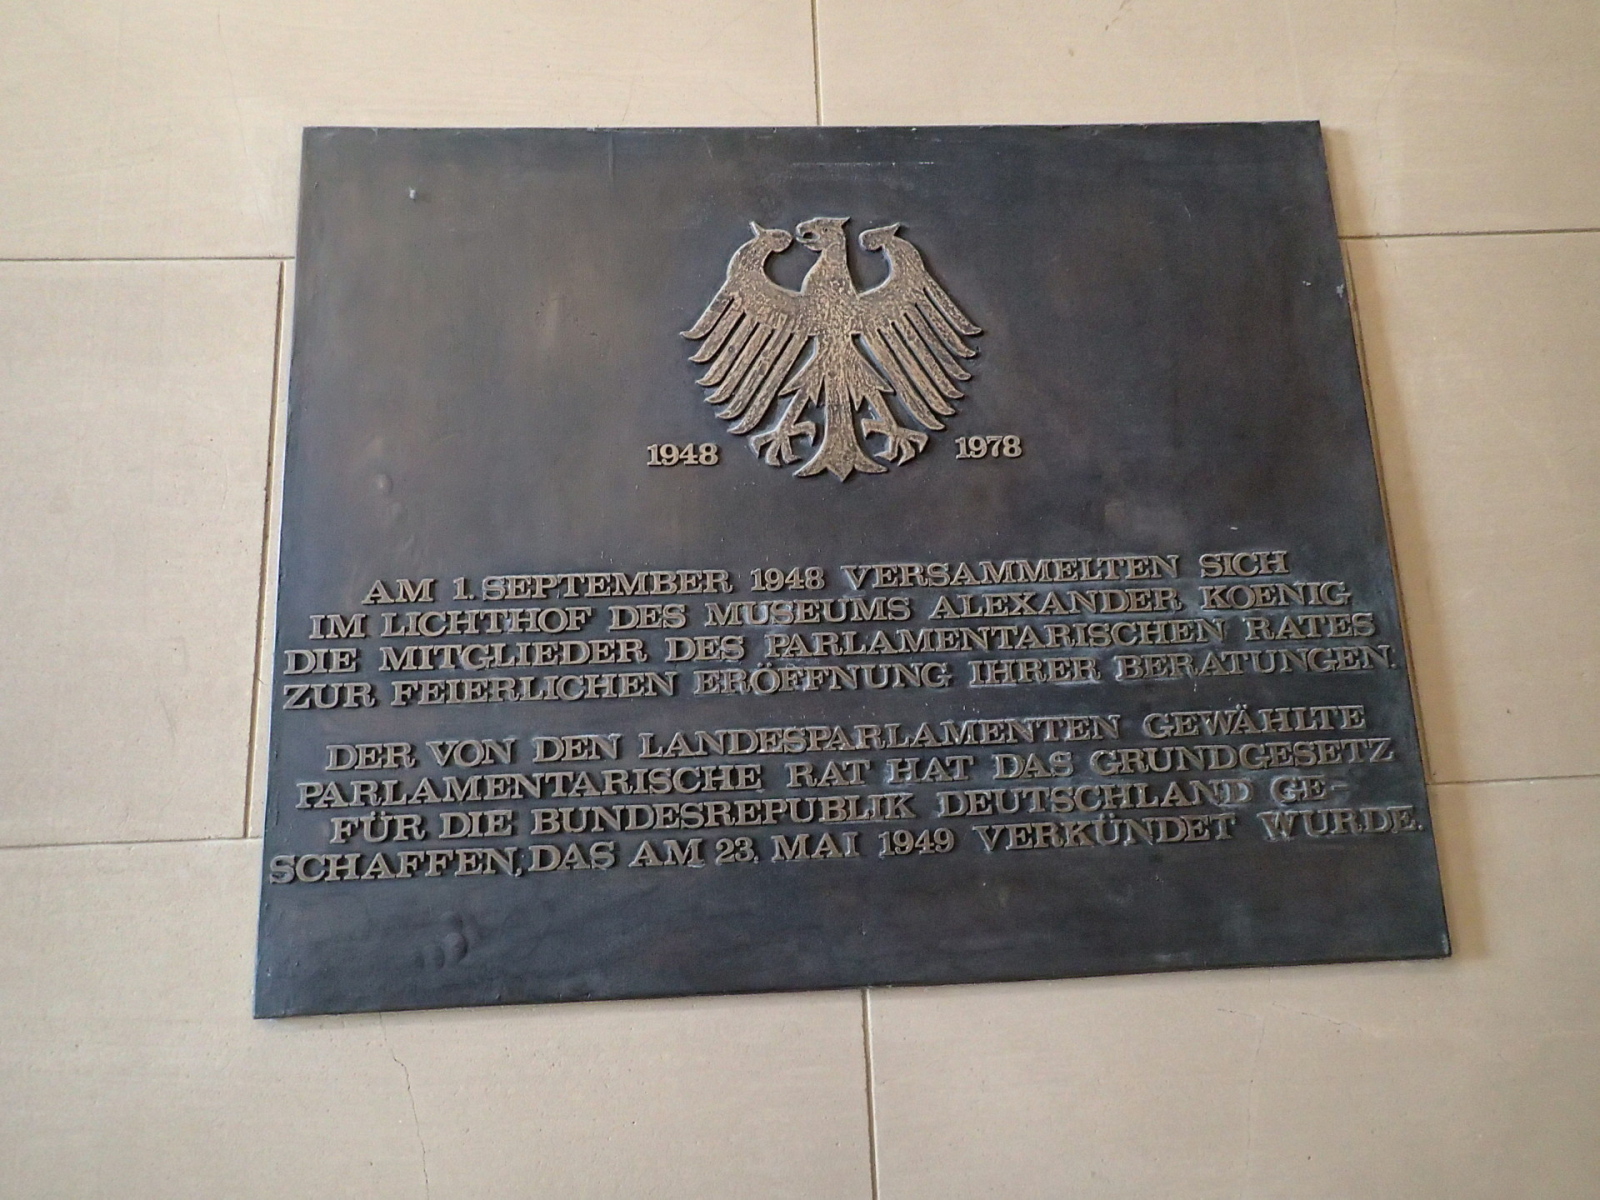 1948 1978
AM 1. SEPTEMBER 1948 VERSAMMELTEN SICH
IM LICHTHOF DES MUSEUMS ALEXANDER KOENIG
DIE MITGLIEDER DES PARLAMENTARISCHEN RATES
ZUR FEIERLICHEN ERÖFFNUNG IHRER BERATUNGEN.
DER VON DEN LANDESPARLAMENTEN GEWÄHLTE
PARLAMENTARISCHE RAT HAT DAS GRUNDGESETZ
FÜR DIE BUNDESREPUBLIK DEUTSCHLAND GE-
SCHAFFEN, DAS AM 23. MAI 1949 VERKÜNDET WURDE.